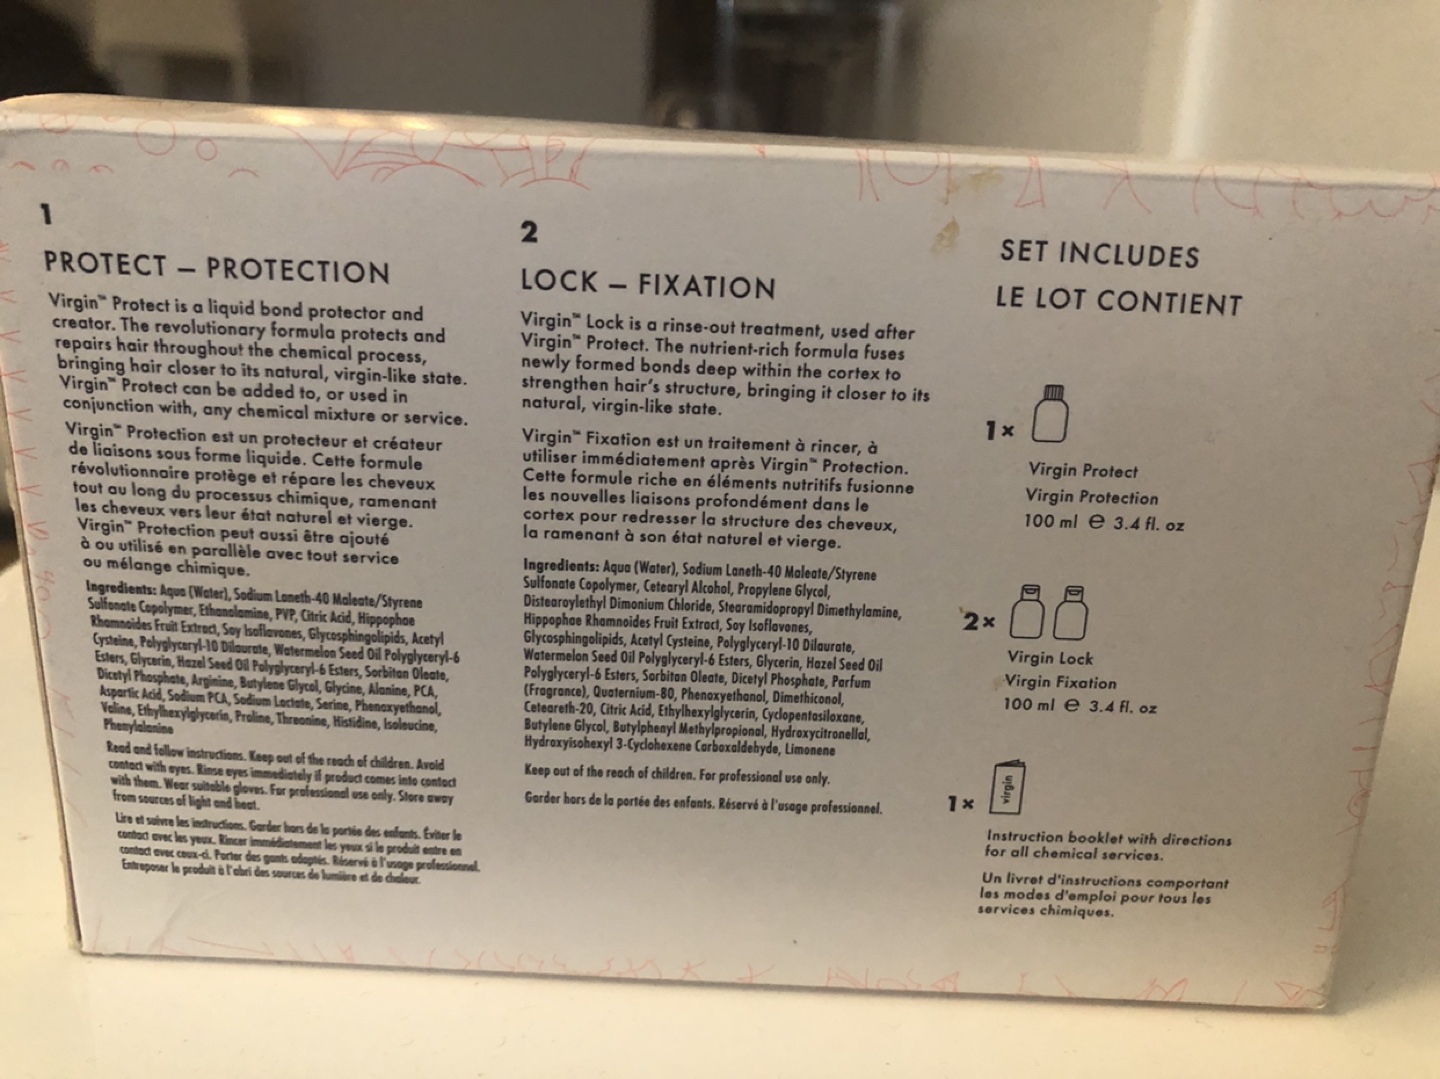 1
PROTECT – PROTECTION
Virgin™ Protect is a liquid bond protector and
creator. The revolutionary formula protects and
repairs hair throughout the chemical process,
bringing hair closer to its natural, virgin-like state.
Virgin™ Protect can be added to, or used in
conjunction with, any chemical mixture or service.
Virgin™ Protection est un protecteur et créateur
de liaisons sous forme liquide. Cette formule
révolutionnaire protège et répare les cheveux
tout au long du processus chimique, ramenant
les cheveux vers leur état naturel et vierge.
Virgin™ Protection peut aussi être ajouté
à ou utilisé en parallèle avec tout service
ou mélange chimique.
Ingredients: Aqua (Water), Sodium Laneth-40 Maleate/Styrene
Sulfonate Copolymer, Ethanolamine, PVP, Citric Acid, Hippophae
Rhamnoides Fruit Extract, Soy Isoflavones, Glycosphingolipids, Acetyl
Cysteine, Polyglyceryl-10 Dilaurate, Watermelon Seed Oil Polyglyceryl-6
Esters, Glycerin, Hazel Seed Oil Polyglyceryl-6 Esters, Sorbitan Oleate,
Dicetyl Phosphate, Arginine, Butylene Glycol, Glycine, Alanine, PCA,
Aspartic Acid, Sodium PCA, Sodium Lactate, Serine, Phenoxyethanol,
Valine, Ethylhexylglycerin, Proline, Threonine, Histidine, Isoleucine,
Phenylalanine
Read and follow instructions. Keep out of the reach of children. Avoid
contact with eyes. Rinse eyes immediately if product comes into contact
with them. Wear suitable gloves. For professional use only. Store away
from sources of light and heat.
Lire et suivre les instructions. Garder hors de la portée des enfants. Éviter le
contact avec les yeux. Rincer immédiatement les yeux si le produit entre en
contact avec ceux-ci. Porter des gants adaptés. Réservé à l'usage professionnel.
Entreposer le produit à l'abri des sources de lumière et de chaleur.
2
LOCK – FIXATION
Virgin™ Lock is a rinse-out treatment, used after
Virgin™ Protect. The nutrient-rich formula fuses
newly formed bonds deep within the cortex to
strengthen hair's structure, bringing it closer to its
natural, virgin-like state.
Virgin™ Fixation est un traitement à rincer, à
utiliser immédiatement après Virgin™ Protection.
Cette formule riche en éléments nutritifs fusionne
les nouvelles liaisons profondément dans le
cortex pour redresser la structure des cheveux,
la ramenant à son état naturel et vierge.
Ingredients: Aqua (Water), Sodium Laneth-40 Maleate/Styrene
Sulfonate Copolymer, Cetearyl Alcohol, Propylene Glycol,
Distearoylethyl Dimonium Chloride, Stearamidopropyl Dimethylamine,
Hippophae Rhamnoides Fruit Extract, Soy Isoflavones,
Glycosphingolipids, Acetyl Cysteine, Polyglyceryl-10 Dilaurate,
Watermelon Seed Oil Polyglyceryl-6 Esters, Glycerin, Hazel Seed Oil
Polyglyceryl-6 Esters, Sorbitan Oleate, Dicetyl Phosphate, Parfum
(Fragrance), Quaternium-80, Phenoxyethanol, Dimethiconol,
Ceteareth-20, Citric Acid, Ethylhexylglycerin, Cyclopentasiloxane,
Butylene Glycol, Butylphenyl Methylpropional, Hydroxycitronellal,
Hydroxyisohexyl 3-Cyclohexene Carboxaldehyde, Limonene
Keep out of the reach of children. For professional use only.
Garder hors de la portée des enfants. Réservé à l'usage professionnel.
SET INCLUDES
LE LOT CONTIENT
1×
Virgin Protect
Virgin Protection
100 ml ℮ 3.4 fl. oz
2×
Virgin Lock
Virgin Fixation
100 ml ℮ 3.4 fl. oz
1×
virgin
Instruction booklet with directions
for all chemical services.
Un livret d'instructions comportant
les modes d'emploi pour tous les
services chimiques.